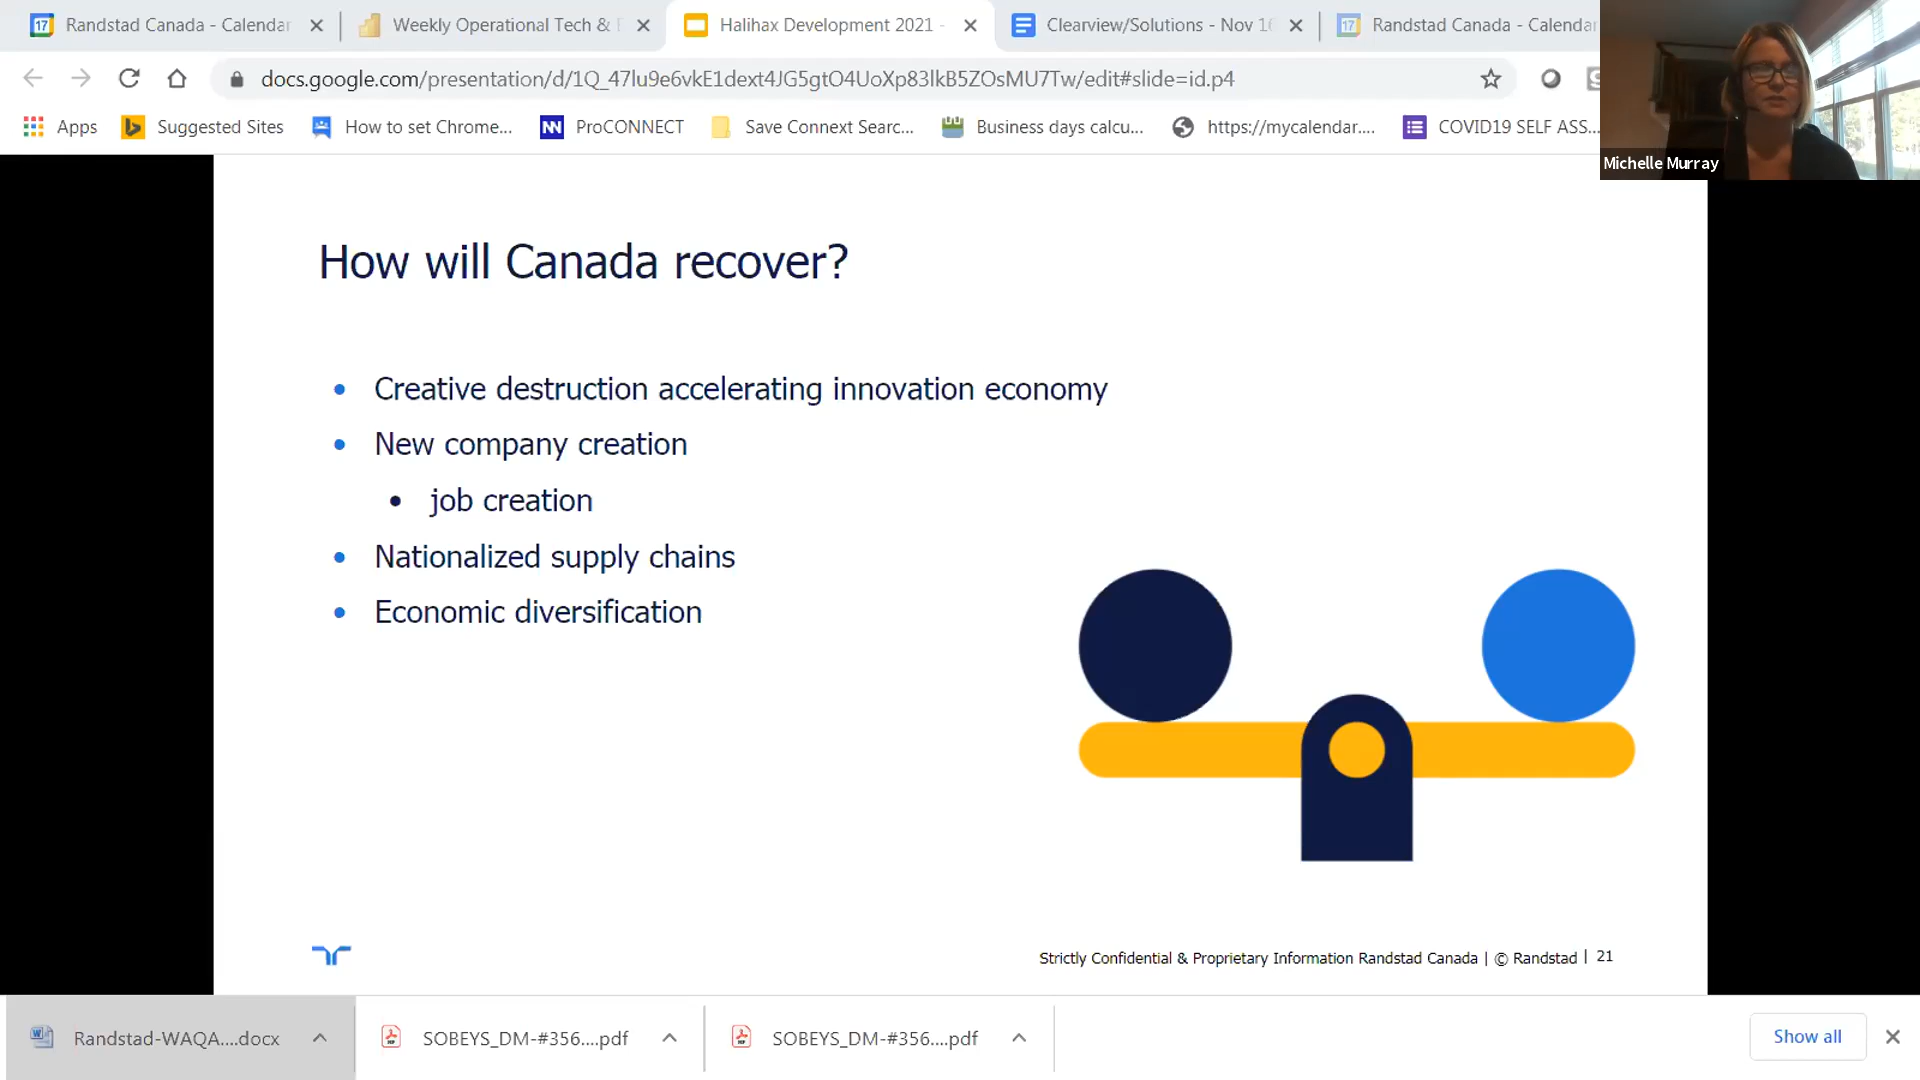 17 Randstad Canada - Calendar
Weekly Operational Tech &
Halihax Development 2021 -
Clearview/Solutions - Nov 16
17 Randstad Canada - Calendar
docs.google.com/presentation/d/1Q_47lu9e6vkE1dext4JG5gtO4UoXp83lkB5ZOsMU7Tw/edit#slide=id.p4
Apps
Suggested Sites
How to set Chrome...
ProCONNECT
Save Connext Searc...
Business days calcu...
https://mycalendar....
COVID19 SELF ASS...
Michelle Murray
How will Canada recover?
• Creative destruction accelerating innovation economy
• New company creation
• job creation
• Nationalized supply chains
• Economic diversification
Strictly Confidential & Proprietary Information Randstad Canada | © Randstad | 21
Randstad-WAQA....docx
SOBEYS_DM-#356....pdf
SOBEYS_DM-#356....pdf
Show all